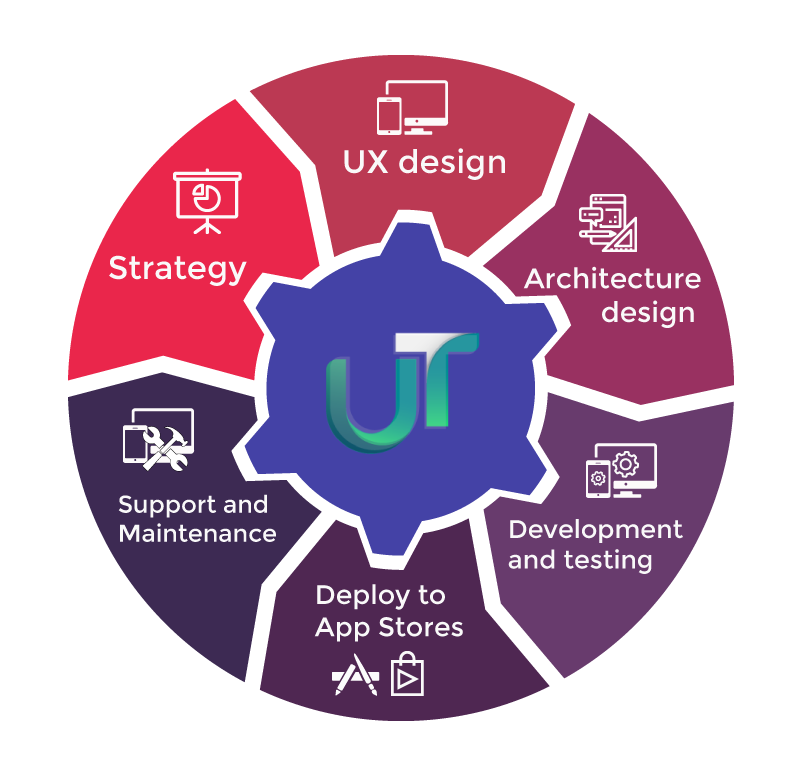 UX design
Strategy
Architecture
design
UT
Support and
Maintenance
Development
and testing
Deploy to
App Stores